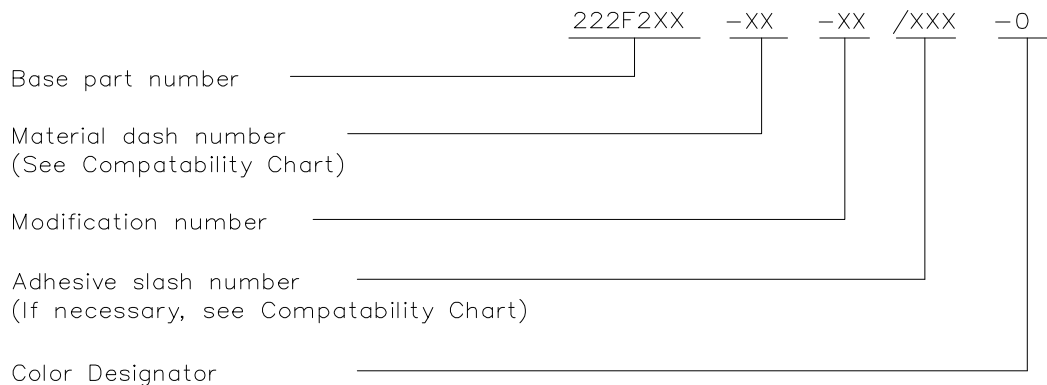 222F2XX -XX -XX /XXX -0
Base part number
Material dash number
(See Compatability Chart)
Modification number
Adhesive slash number
(If necessary, see Compatability Chart)
Color Designator